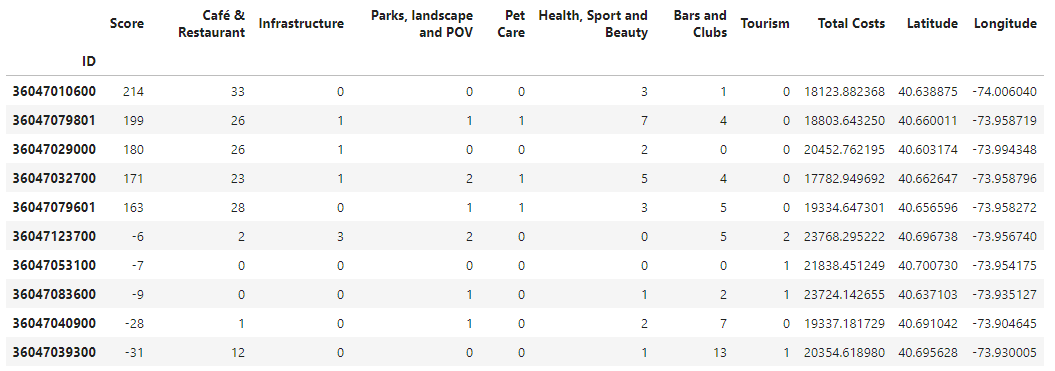 Score Café & Restaurant Infrastructure Parks, landscape and POV Pet Care Health, Sport and Beauty Bars and Clubs Tourism Total Costs Latitude Longitude
ID
36047010600 214 33 0 0 0 3 1 0 18123.882368 40.638875 -74.006040
36047079801 199 26 1 1 1 7 4 0 18803.643250 40.660011 -73.958719
36047029000 180 26 1 0 0 2 0 0 20452.762195 40.603174 -73.994348
36047032700 171 23 1 2 1 5 4 0 17782.949692 40.662647 -73.958796
36047079601 163 28 0 1 1 3 5 0 19334.647301 40.656596 -73.958272
36047123700 -6 2 3 2 0 0 5 2 23768.295222 40.696738 -73.956740
36047053100 -7 0 0 0 0 0 0 1 21838.451249 40.700730 -73.954175
36047083600 -9 0 0 1 0 1 2 1 23724.142655 40.637103 -73.935127
36047040900 -28 1 0 1 0 2 7 0 19337.181729 40.691042 -73.904645
36047039300 -31 12 0 0 0 1 13 1 20354.618980 40.695628 -73.930005